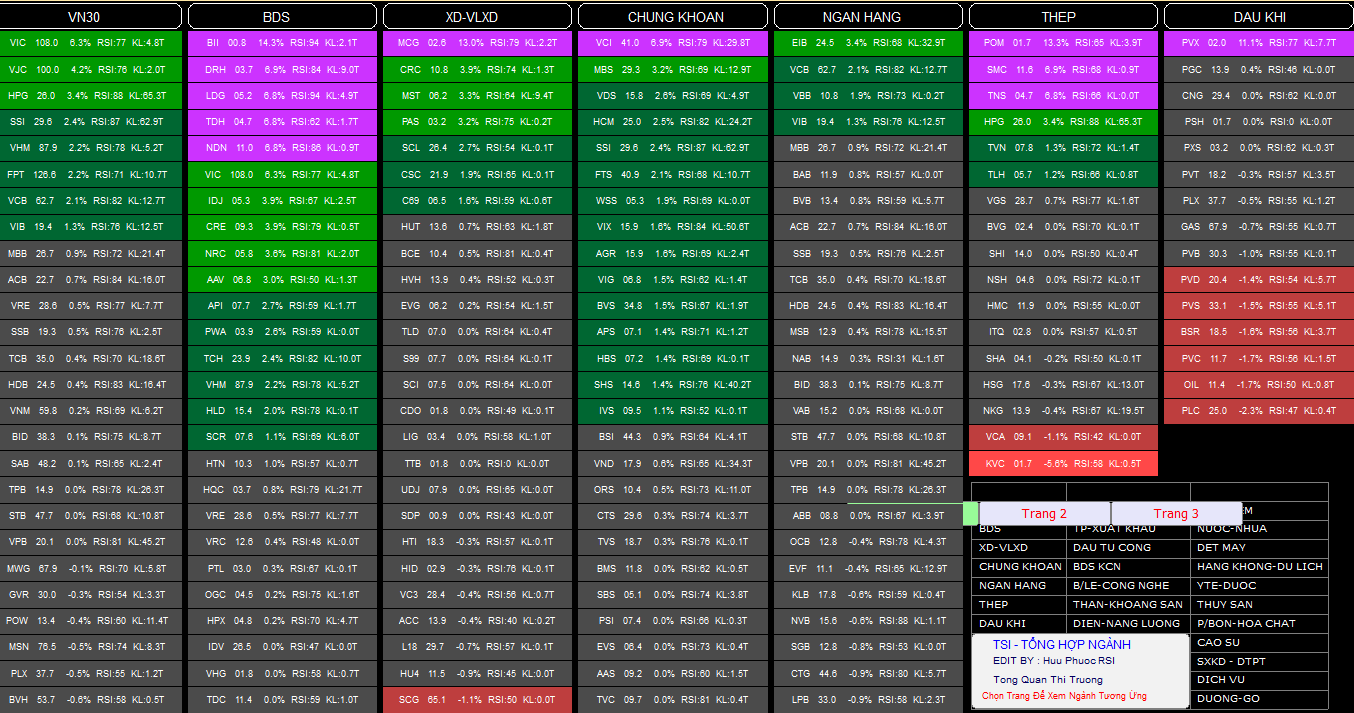 VN30 BDS XD-VLXD CHUNG KHOAN NGAN HANG THEP DAU KHI
VIC 108.0 6.3% RSI:77 KL:4.8T BII 00.8 14.3% RSI:94 KL:2.1T MCG 02.6 13.0% RSI:79 KL:2.2T VCI 41.0 6.9% RSI:79 KL:29.8T EIB 24.5 3.4% RSI:68 KL:32.9T POM 01.7 13.3% RSI:65 KL:3.9T PVX 02.0 11.1% RSI:77 KL:7.7T
VJC 100.0 4.2% RSI:76 KL:2.0T DRH 03.7 6.9% RSI:84 KL:9.0T CRC 10.8 3.9% RSI:74 KL:1.3T MBS 29.3 3.2% RSI:69 KL:12.9T VCB 62.7 2.1% RSI:82 KL:12.7T SMC 11.6 6.9% RSI:68 KL:0.9T PGC 13.9 0.4% RSI:46 KL:0.0T
HPG 26.0 3.4% RSI:88 KL:65.3T LDG 05.2 6.8% RSI:94 KL:4.9T MST 06.2 3.3% RSI:64 KL:9.4T VDS 15.8 2.6% RSI:69 KL:4.9T VBB 10.8 1.9% RSI:73 KL:0.2T TNS 04.7 6.8% RSI:66 KL:0.0T CNG 29.4 0.0% RSI:62 KL:0.0T
SSI 29.6 2.4% RSI:87 KL:62.9T TDH 04.7 6.8% RSI:62 KL:1.7T PAS 03.2 3.2% RSI:75 KL:0.2T HCM 25.0 2.5% RSI:82 KL:24.2T VIB 19.4 1.3% RSI:76 KL:12.5T HPG 26.0 3.4% RSI:88 KL:65.3T PSH 01.7 0.0% RSI:0 KL:0.0T
VHM 87.9 2.2% RSI:78 KL:5.2T NDN 11.0 6.8% RSI:86 KL:0.9T SCL 26.4 2.7% RSI:54 KL:0.1T SSI 29.6 2.4% RSI:87 KL:62.9T MBB 26.7 0.9% RSI:72 KL:21.4T TVN 07.8 1.3% RSI:72 KL:1.4T PXS 03.2 0.0% RSI:62 KL:0.3T
FPT 126.6 2.2% RSI:71 KL:10.7T VIC 108.0 6.3% RSI:77 KL:4.8T CSC 21.9 1.9% RSI:65 KL:0.1T FTS 40.9 2.1% RSI:68 KL:10.7T BAB 11.9 0.8% RSI:57 KL:0.0T TLH 05.7 1.2% RSI:66 KL:0.8T PVT 18.2 -0.3% RSI:57 KL:3.5T
VCB 62.7 2.1% RSI:82 KL:12.7T IDJ 05.3 3.9% RSI:67 KL:2.5T C69 06.5 1.6% RSI:59 KL:0.6T WSS 05.3 1.9% RSI:69 KL:0.0T BVB 13.4 0.8% RSI:59 KL:5.7T VGS 28.7 0.7% RSI:77 KL:1.6T PLX 37.7 -0.5% RSI:55 KL:1.2T
VIB 19.4 1.3% RSI:76 KL:12.5T CRE 09.3 3.9% RSI:79 KL:0.5T HUT 13.6 0.7% RSI:63 KL:1.8T VIX 15.9 1.6% RSI:84 KL:50.6T ACB 22.7 0.7% RSI:84 KL:16.0T BVG 02.4 0.0% RSI:70 KL:0.1T GAS 67.9 -0.7% RSI:55 KL:0.7T
MBB 26.7 0.9% RSI:72 KL:21.4T NRC 05.8 3.6% RSI:81 KL:2.0T BCE 10.4 0.5% RSI:81 KL:0.4T AGR 15.9 1.6% RSI:69 KL:2.4T SSB 19.3 0.5% RSI:76 KL:2.5T SHI 14.0 0.0% RSI:50 KL:0.4T PVB 30.3 -1.0% RSI:55 KL:0.1T
ACB 22.7 0.7% RSI:84 KL:16.0T AAV 06.8 3.0% RSI:50 KL:1.3T HVH 13.9 0.4% RSI:52 KL:0.3T VIG 06.8 1.5% RSI:62 KL:1.4T TCB 35.0 0.4% RSI:70 KL:18.6T NSH 04.6 0.0% RSI:72 KL:0.1T PVD 20.4 -1.4% RSI:54 KL:5.7T
VRE 28.6 0.5% RSI:77 KL:7.7T API 07.7 2.7% RSI:59 KL:1.7T EVG 06.2 0.2% RSI:54 KL:1.5T BVS 34.8 1.5% RSI:67 KL:1.9T HDB 24.5 0.4% RSI:83 KL:16.4T HMC 11.9 0.0% RSI:55 KL:0.0T PVS 33.1 -1.5% RSI:55 KL:5.1T
SSB 19.3 0.5% RSI:76 KL:2.5T PWA 03.9 2.6% RSI:59 KL:0.0T TLD 07.0 0.0% RSI:64 KL:0.4T APS 07.1 1.4% RSI:71 KL:1.2T MSB 12.9 0.4% RSI:78 KL:15.5T ITQ 02.8 0.0% RSI:57 KL:0.5T BSR 18.5 -1.6% RSI:56 KL:3.7T
TCB 35.0 0.4% RSI:70 KL:18.6T TCH 23.9 2.4% RSI:82 KL:10.0T S99 07.7 0.0% RSI:64 KL:0.1T HBS 07.2 1.4% RSI:69 KL:0.1T NAB 14.9 0.3% RSI:31 KL:1.6T SHA 04.1 -0.2% RSI:50 KL:0.1T PVC 11.7 -1.7% RSI:56 KL:1.5T
HDB 24.5 0.4% RSI:83 KL:16.4T VHM 87.9 2.2% RSI:78 KL:5.2T SCI 07.5 0.0% RSI:64 KL:0.0T SHS 14.6 1.4% RSI:76 KL:40.2T BID 38.3 0.1% RSI:75 KL:8.7T HSG 17.6 -0.3% RSI:67 KL:13.0T OIL 11.4 -1.7% RSI:50 KL:0.8T
VNM 59.8 0.2% RSI:69 KL:6.2T HLD 15.4 2.0% RSI:78 KL:0.1T CDO 01.8 0.0% RSI:49 KL:0.1T IVS 09.5 1.1% RSI:52 KL:0.1T VAB 15.2 0.0% RSI:68 KL:0.0T NKG 13.9 -0.4% RSI:67 KL:19.5T PLC 25.0 -2.3% RSI:47 KL:0.4T
BID 38.3 0.1% RSI:75 KL:8.7T SCR 07.6 1.1% RSI:69 KL:6.0T LIG 03.4 0.0% RSI:58 KL:1.0T BSI 44.3 0.9% RSI:64 KL:4.1T STB 47.7 0.0% RSI:68 KL:10.8T VCA 09.1 -1.1% RSI:42 KL:0.0T
SAB 48.2 0.1% RSI:65 KL:2.4T HTN 10.3 1.0% RSI:57 KL:0.7T TTB 01.8 0.0% RSI:0 KL:0.0T VND 17.9 0.6% RSI:65 KL:34.3T VPB 20.1 0.0% RSI:81 KL:45.2T KVC 01.7 -5.6% RSI:58 KL:0.5T
TPB 14.9 0.0% RSI:78 KL:26.3T HQC 03.7 0.8% RSI:79 KL:21.7T UDJ 07.9 0.0% RSI:65 KL:0.0T ORS 10.4 0.5% RSI:73 KL:11.0T TPB 14.9 0.0% RSI:78 KL:26.3T
STB 47.7 0.0% RSI:68 KL:10.8T VRE 28.6 0.5% RSI:77 KL:7.7T SDP 00.9 0.0% RSI:43 KL:0.0T CTS 29.6 0.3% RSI:74 KL:3.7T ABB 08.8 0.0% RSI:67 KL:3.9T Trang 2 Trang 3 EM
VPB 20.1 0.0% RSI:81 KL:45.2T VRC 12.6 0.4% RSI:48 KL:0.0T HTI 18.3 -0.3% RSI:57 KL:0.1T TVS 18.7 0.3% RSI:76 KL:0.1T OCB 12.8 -0.4% RSI:78 KL:4.3T
MWG 67.9 -0.1% RSI:70 KL:5.8T PTL 03.0 0.3% RSI:67 KL:0.1T HID 02.9 -0.3% RSI:76 KL:0.1T BMS 11.8 0.0% RSI:62 KL:0.5T EVF 11.1 -0.4% RSI:65 KL:12.9T
GVR 30.0 -0.3% RSI:54 KL:3.3T OGC 04.5 0.2% RSI:75 KL:1.6T VC3 28.4 -0.4% RSI:56 KL:0.7T SBS 05.1 0.0% RSI:74 KL:3.8T KLB 17.8 -0.6% RSI:59 KL:0.4T
POW 13.4 -0.4% RSI:60 KL:11.4T HPX 04.8 0.2% RSI:70 KL:4.7T ACC 13.9 -0.4% RSI:40 KL:0.2T PSI 07.4 0.0% RSI:66 KL:0.3T NVB 15.6 -0.6% RSI:88 KL:1.1T
MSN 76.5 -0.5% RSI:74 KL:8.3T IDV 26.5 0.0% RSI:47 KL:0.0T L18 29.7 -0.7% RSI:57 KL:0.1T EVS 06.4 0.0% RSI:73 KL:0.4T SGB 12.8 -0.8% RSI:53 KL:0.0T
PLX 37.7 -0.5% RSI:55 KL:1.2T VHG 01.8 0.0% RSI:58 KL:0.7T HU4 11.5 -0.9% RSI:45 KL:0.0T AAS 09.2 0.0% RSI:60 KL:1.5T CTG 44.6 -0.9% RSI:80 KL:5.7T
BVH 53.7 -0.6% RSI:58 KL:0.5T TDC 11.4 0.0% RSI:59 KL:1.0T SCG 65.1 -1.1% RSI:50 KL:0.0T TVC 09.7 0.0% RSI:81 KL:0.4T LPB 33.0 -0.9% RSI:58 KL:2.3T
BDS TP-XUAT KHAU NUOC-NHUA
XD-VLXD DAU TU CONG DET MAY
CHUNG KHOAN BDS KCN HANG KHONG-DU LICH
NGAN HANG B/LE-CONG NGHE YTE-DUOC
THEP THAN-KHOANG SAN THUY SAN
DAU KHI DIEN-NANG LUONG P/BON-HOA CHAT
CAO SU
SXKD - DTPT
DICH VU
DUONG-GO
TSI - TỔNG HỢP NGÀNH
EDIT BY : Huu Phuoc RSI
Tong Quan Thi Truong
Chọn Trang Để Xem Ngành Tương Ứng